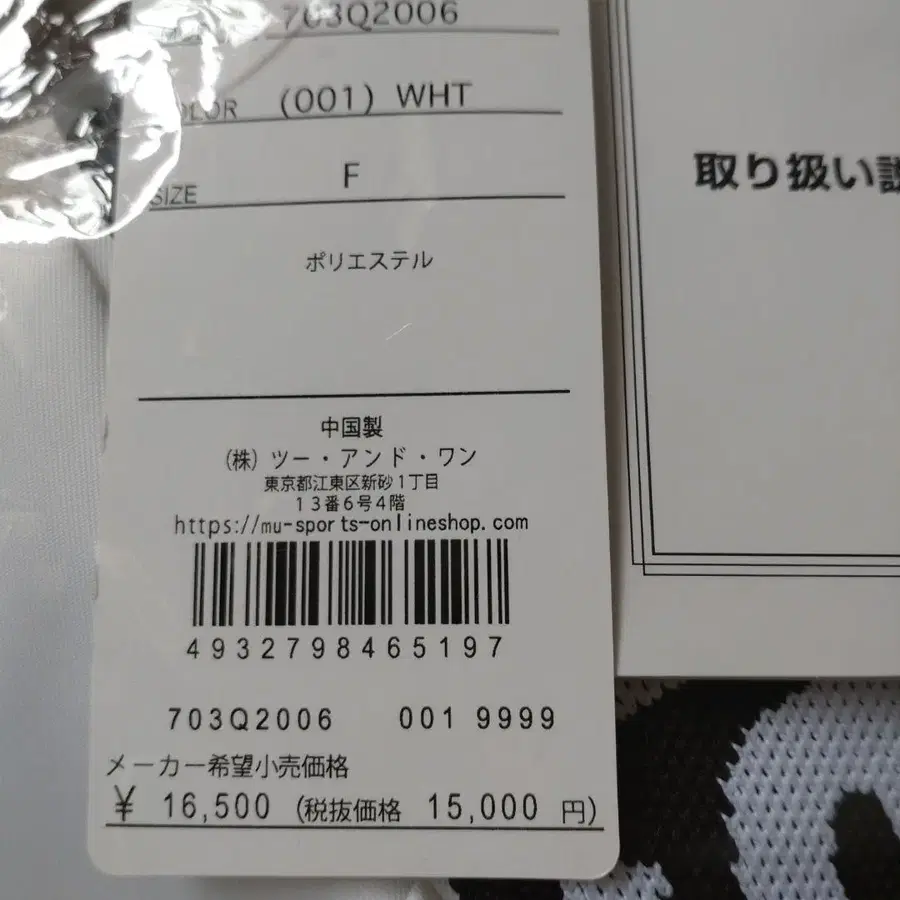 703Q2006
COLOR (001) WHT
SIZE F
ポリエステル
中国製
(株) ツー・アンド・ワン
東京都江東区新砂1丁目
13番6号4階
https://mu-sports-onlineshop.com
4932798465197
703Q2006 001 9999
メーカー希望小売価格
¥ 16,500 (税抜価格 15,000 円)
取り扱い説